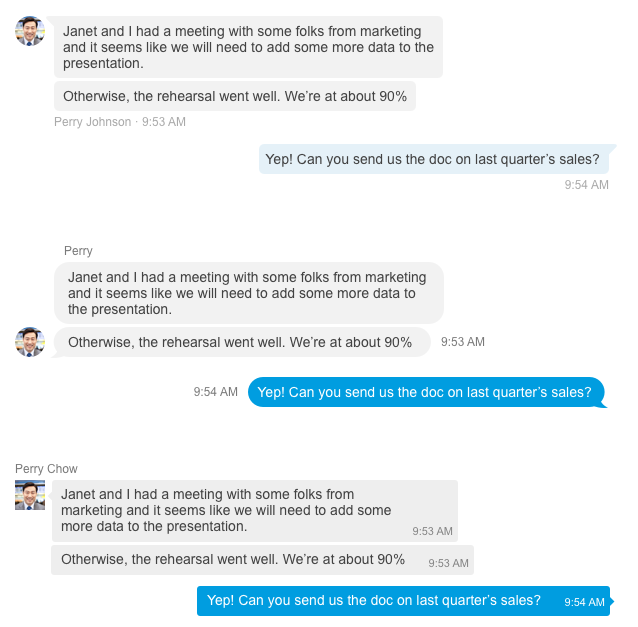 Janet and I had a meeting with some folks from marketing
and it seems like we will need to add some more data to the
presentation.
Otherwise, the rehearsal went well. We’re at about 90%
Perry Johnson · 9:53 AM
Yep! Can you send us the doc on last quarter’s sales?
9:54 AM
Perry
Janet and I had a meeting with some folks from marketing
and it seems like we will need to add some more data to
the presentation.
Otherwise, the rehearsal went well. We’re at about 90%
9:53 AM
9:54 AM
Yep! Can you send us the doc on last quarter’s sales?
Perry Chow
Janet and I had a meeting with some folks from
marketing and it seems like we will need to add some
more data to the presentation.
9:53 AM
Otherwise, the rehearsal went well. We’re at about 90%
9:53 AM
Yep! Can you send us the doc on last quarter’s sales?
9:54 AM